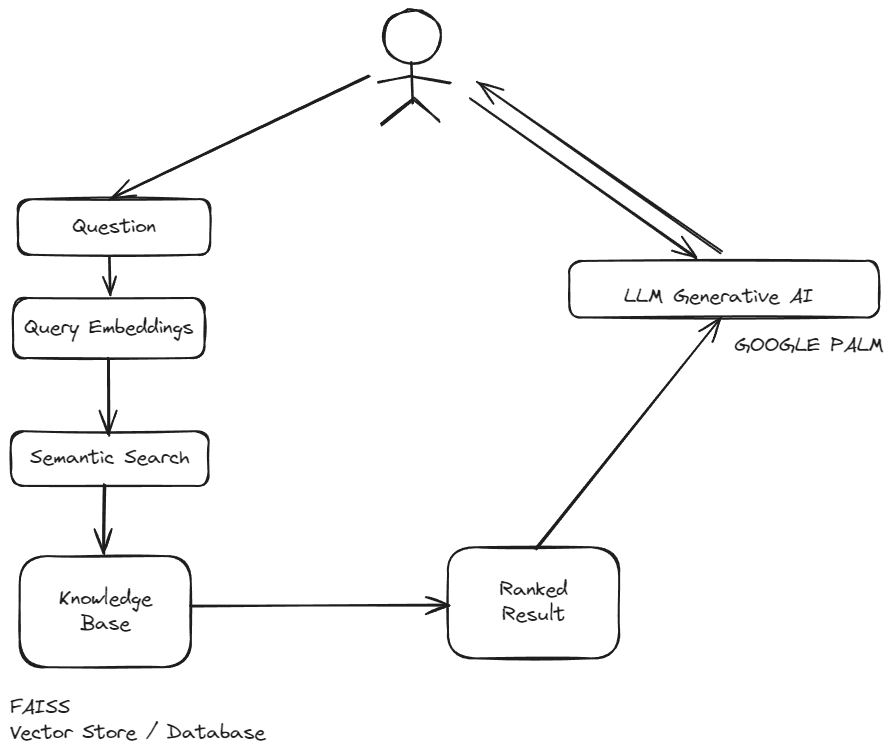 Question
Query Embeddings
Semantic Search
Knowledge
Base
FAISS
Vector Store / Database
Ranked
Result
LLM Generative AI
GOOGLE PALM